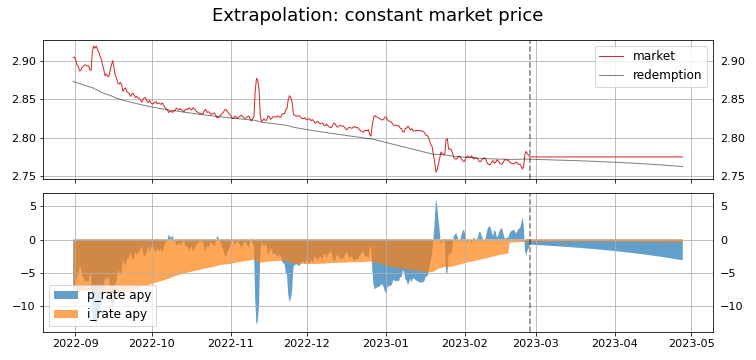 Extrapolation: constant market price
2.90
2.85
2.80
2.75
market
redemption
2.90
2.85
2.80
2.75
5
0
−5
−10
p_rate apy
i_rate apy
5
0
−5
−10
2022-09 2022-10 2022-11 2022-12 2023-01 2023-02 2023-03 2023-04 2023-05